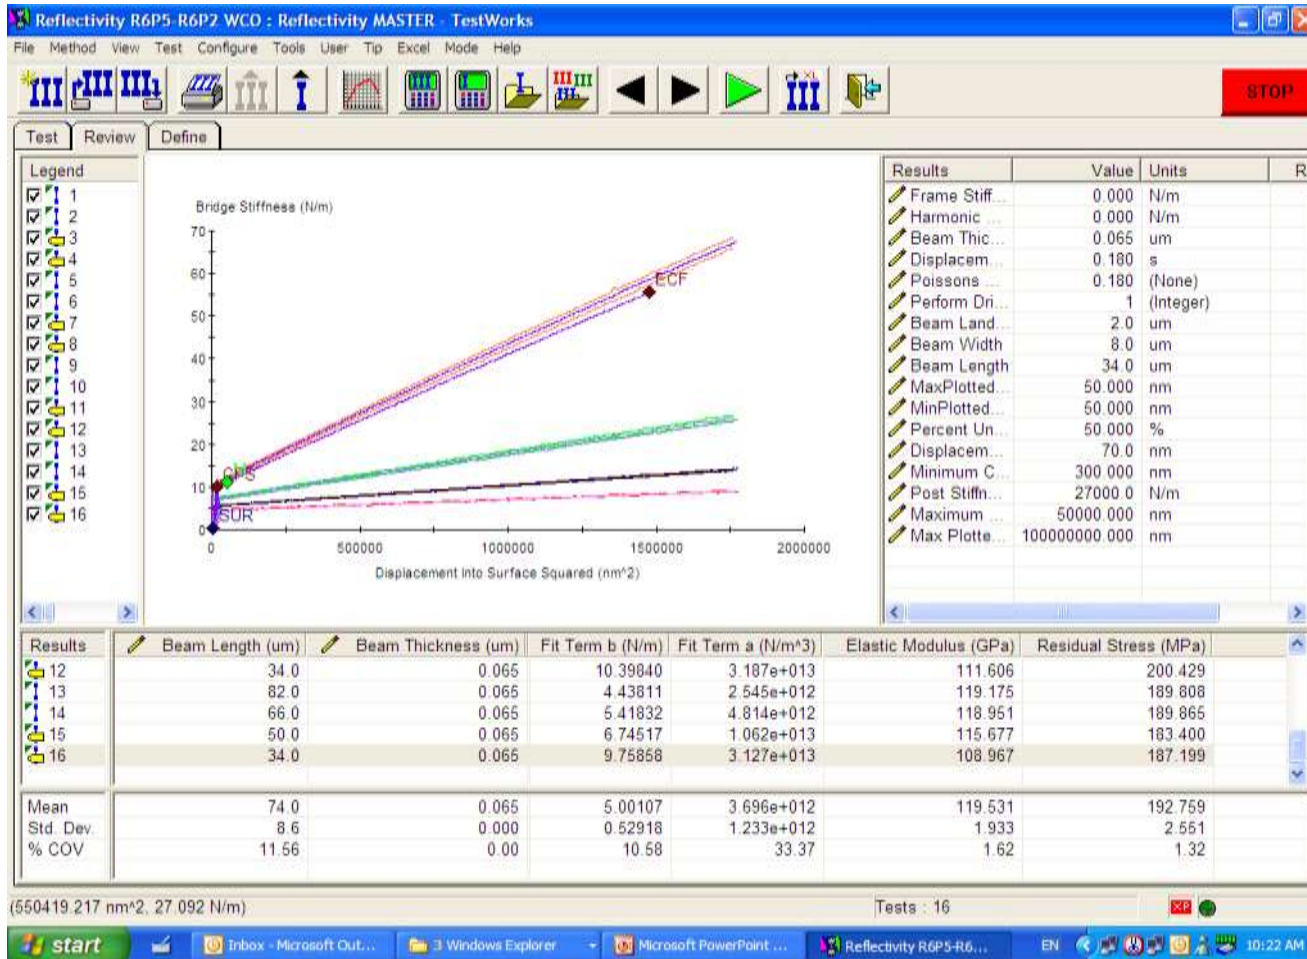 Reflectivity R6P5-R6P2 WCO : Reflectivity MASTER - TestWorks
File Method View Test Configure Tools User Tip Excel Mode Help
STOP
Test Review Define
Legend
1
2
3
4
5
6
7
8
9
10
11
12
13
14
15
16
Bridge Stiffness (N/m)
70
60
50
40
30
20
10
0
ECF
SUR
0 500000 1000000 1500000 2000000
Displacement Into Surface Squared (nm^2)
Results Value Units R
Frame Stiff... 0.000 N/m
Harmonic ... 0.000 N/m
Beam Thic... 0.065 um
Displacem... 0.180 s
Poissons ... 0.180 (None)
Perform Dri... 1 (Integer)
Beam Land... 2.0 um
Beam Width 8.0 um
Beam Length 34.0 um
MaxPlotted... 50.000 nm
MinPlotted... 50.000 nm
Percent Un... 50.000 %
Displacem... 70.0 nm
Minimum C... 300.000 nm
Post Stiffn... 27000.0 N/m
Maximum ... 50000.000 nm
Max Plotte... 100000000.000 nm
Results Beam Length (um) Beam Thickness (um) Fit Term b (N/m) Fit Term a (N/m^3) Elastic Modulus (GPa) Residual Stress (MPa)
12 34.0 0.065 10.39840 3.187e+013 111.606 200.429
13 82.0 0.065 4.43811 2.545e+012 119.175 189.808
14 66.0 0.065 5.41832 4.814e+012 118.951 189.865
15 50.0 0.065 6.74517 1.062e+013 115.677 183.400
16 34.0 0.065 9.75858 3.127e+013 108.967 187.199
Mean 74.0 0.065 5.00107 3.696e+012 119.531 192.759
Std. Dev. 8.6 0.000 0.52918 1.233e+012 1.933 2.551
% COV 11.56 0.00 10.58 33.37 1.62 1.32
(550419.217 nm^2, 27.092 N/m) Tests : 16 XP
start Inbox - Microsoft Out... 3 Windows Explorer Microsoft PowerPoint ... Reflectivity R6P5-R6... EN 10:22 AM